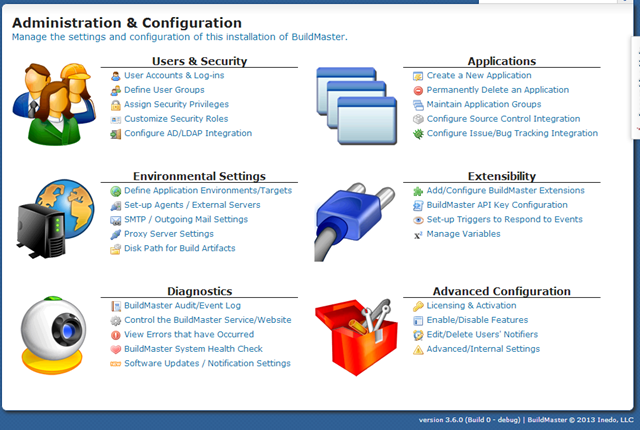 Administration & Configuration
Manage the settings and configuration of this installation of BuildMaster.
Users & Security
User Accounts & Log-ins
Define User Groups
Assign Security Privileges
Customize Security Roles
Configure AD/LDAP Integration
Applications
Create a New Application
Permanently Delete an Application
Maintain Application Groups
Configure Source Control Integration
Configure Issue/Bug Tracking Integration
Environmental Settings
Define Application Environments/Targets
Set-up Agents / External Servers
SMTP / Outgoing Mail Settings
Proxy Server Settings
Disk Path for Build Artifacts
Extensibility
Add/Configure BuildMaster Extensions
BuildMaster API Key Configuration
Set-up Triggers to Respond to Events
x² Manage Variables
Diagnostics
BuildMaster Audit/Event Log
Control the BuildMaster Service/Website
View Errors that have Occurred
BuildMaster System Health Check
Software Updates / Notification Settings
Advanced Configuration
Licensing & Activation
Enable/Disable Features
Edit/Delete Users' Notifiers
Advanced/Internal Settings
version 3.6.0 (Build 0 - debug) | BuildMaster © 2013 Inedo, LLC